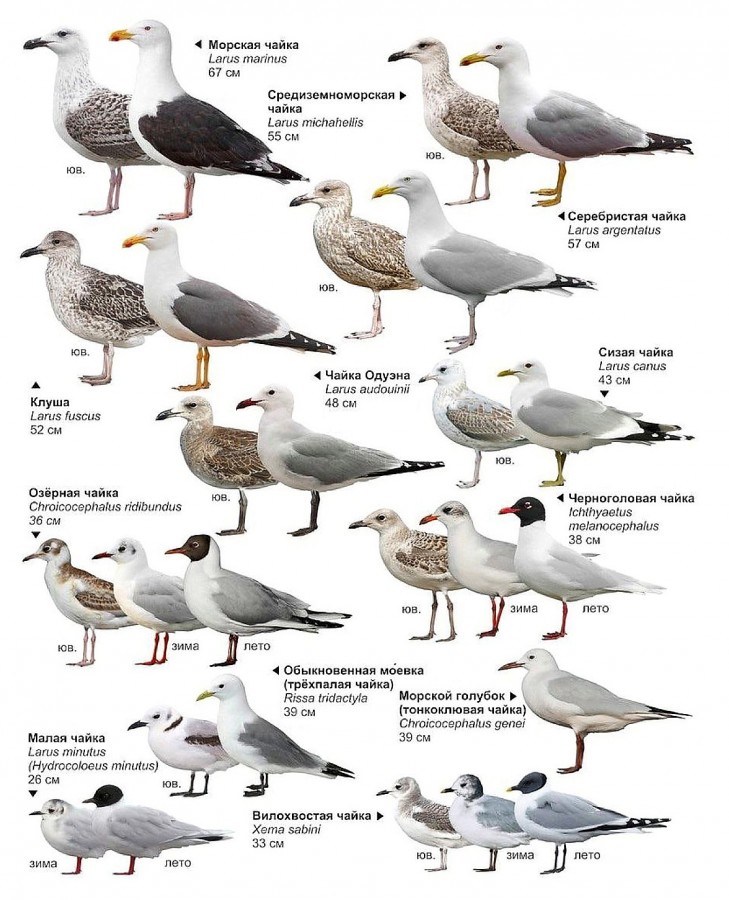 Морская чайка
Larus marinus
67 см
юв.
Средиземноморская
чайка
Larus michahellis
55 см
юв.
Серебристая чайка
Larus argentatus
57 см
юв.
юв.
Клуша
Larus fuscus
52 см
Чайка Одуэна
Larus audouinii
48 см
юв.
Сизая чайка
Larus canus
43 см
юв.
Озёрная чайка
Chroicocephalus ridibundus
36 см
юв.
зима
лето
Черноголовая чайка
Ichthyaetus
melanocephalus
38 см
юв.
зима
лето
Обыкновенная моевка
(трёхпалая чайка)
Rissa tridactyla
39 см
юв.
Морской голубок
(тонкоклювая чайка)
Chroicocephalus genei
39 см
Малая чайка
Larus minutus
(Hydrocoloeus minutus)
26 см
зима
лето
Вилохвостая чайка
Xema sabini
33 см
юв.
зима
лето